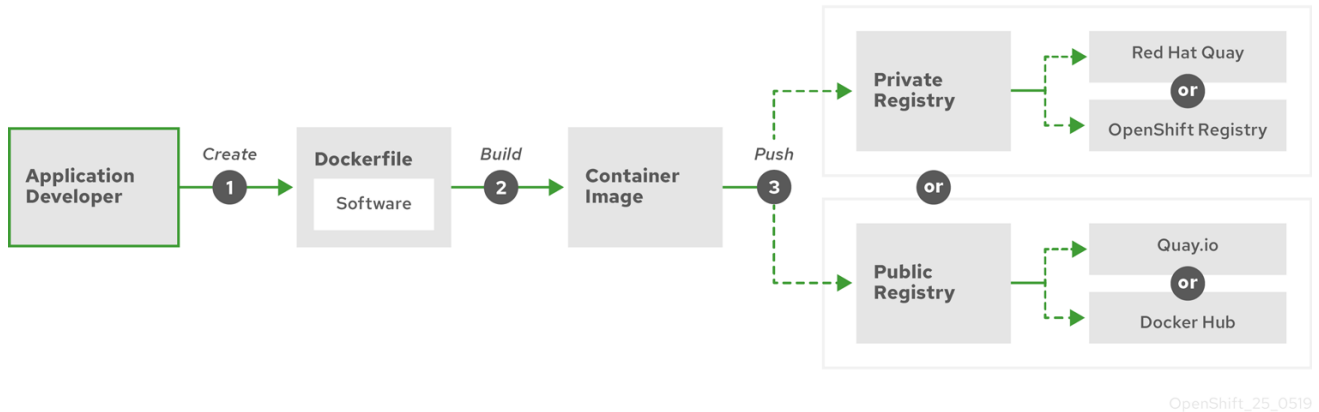 Application
Developer
Create
1
Dockerfile
Software
Build
2
Container
Image
Push
3
Private
Registry
Red Hat Quay
or
OpenShift Registry
or
Public
Registry
Quay.io
or
Docker Hub
OpenShift_25_0519